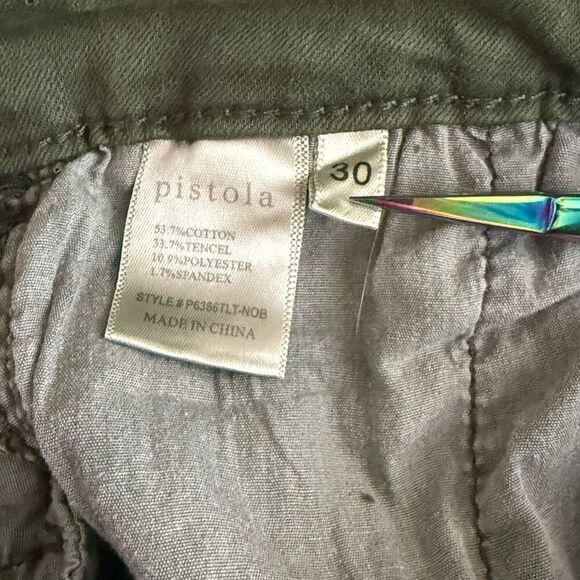 pistola
53.7%COTTON
33.7%TENCEL
10.9%POLYESTER
1.7%SPANDEX
STYLE# P6386TLT-NOB
MADE IN CHINA
30